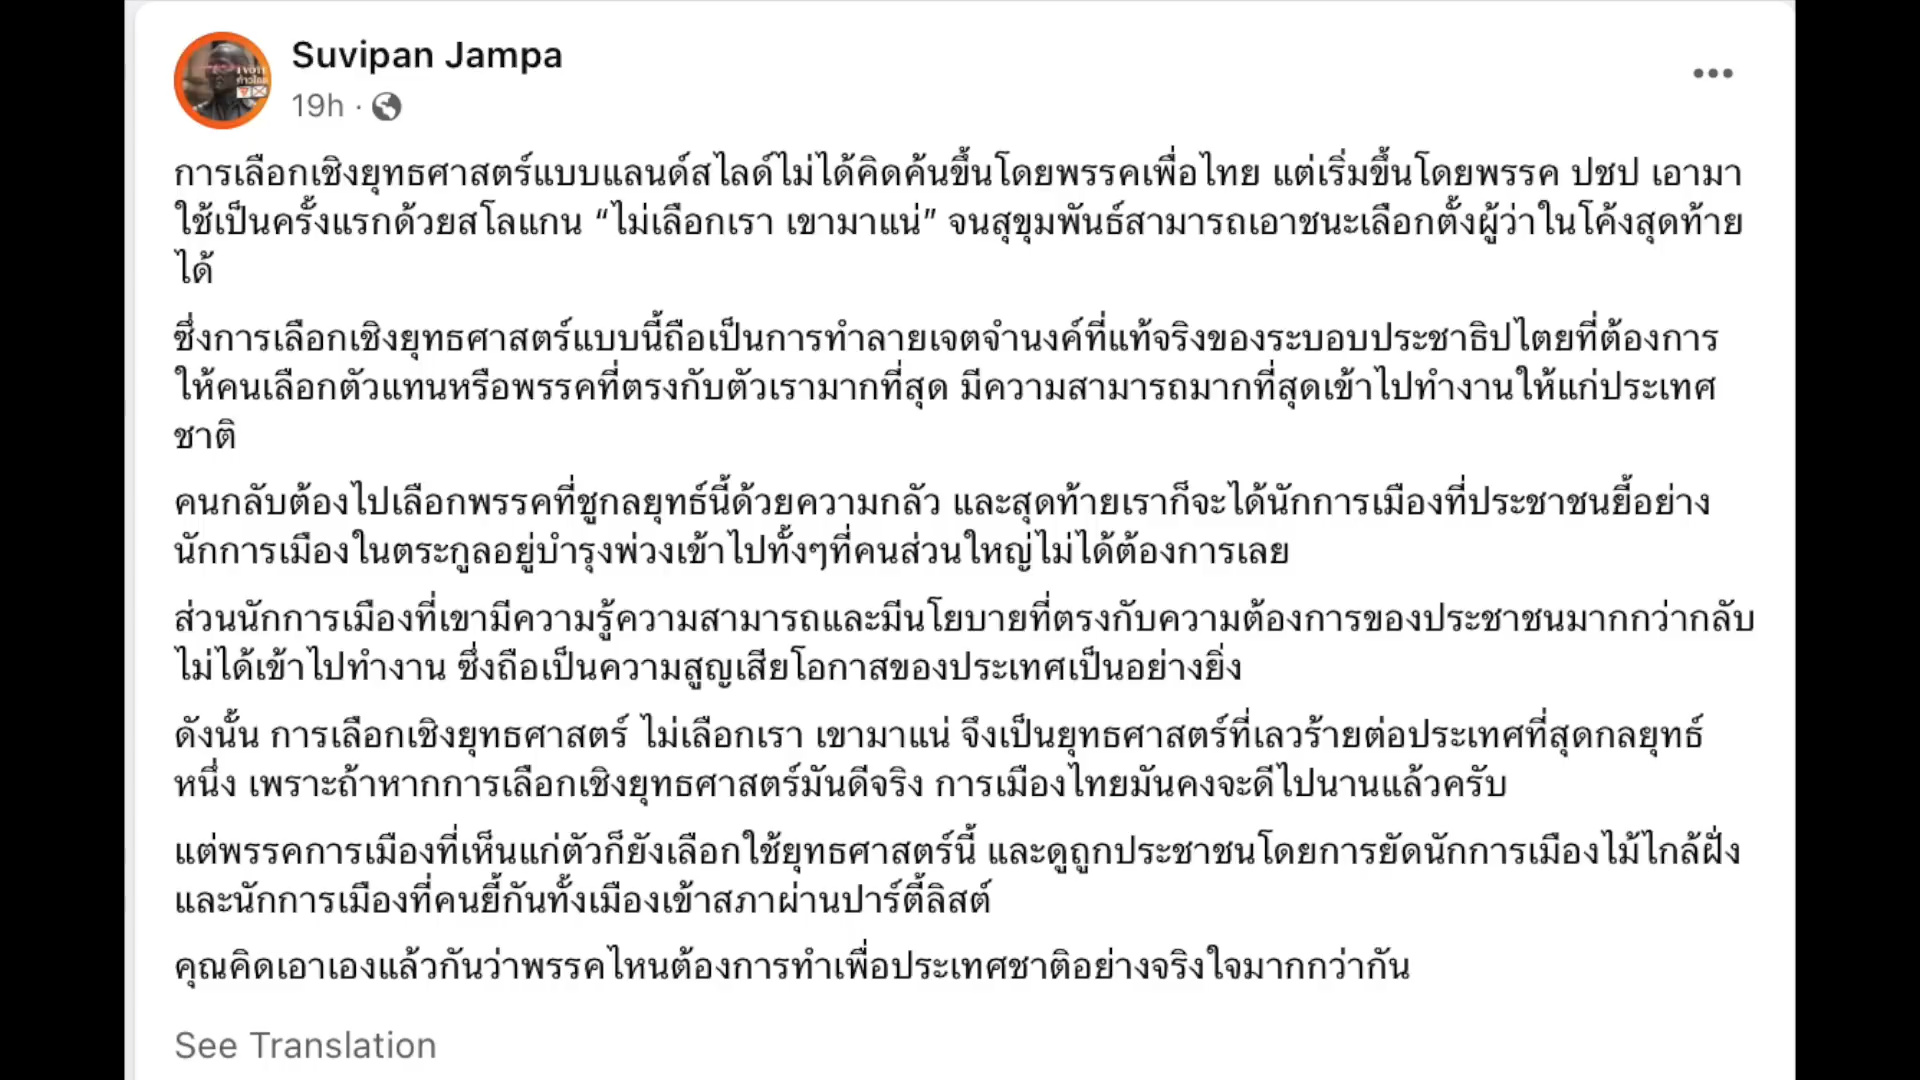 Suvipan Jampa
19h ·
การเลือกเชิงยุทธศาสตร์แบบแลนด์สไลด์ไม่ได้คิดค้นขึ้นโดยพรรคเพื่อไทย แต่เริ่มขึ้นโดยพรรค ปชป เอามา
ใช้เป็นครั้งแรกด้วยสโลแกน “ไม่เลือกเรา เขามาแน่” จนสุขุมพันธ์สามารถเอาชนะเลือกตั้งผู้ว่าในโค้งสุดท้าย
ได้
ซึ่งการเลือกเชิงยุทธศาสตร์แบบนี้ถือเป็นการทำลายเจตจำนงค์ที่แท้จริงของระบอบประชาธิปไตยที่ต้องการ
ให้คนเลือกตัวแทนหรือพรรคที่ตรงกับตัวเรามากที่สุด มีความสามารถมากที่สุดเข้าไปทำงานให้แก่ประเทศ
ชาติ
คนกลับต้องไปเลือกพรรคที่ชูกลยุทธ์นี้ด้วยความกลัว และสุดท้ายเราก็จะได้นักการเมืองที่ประชาชนยี้อย่าง
นักการเมืองในตระกูลอยู่บำรุงพ่วงเข้าไปทั้งๆที่คนส่วนใหญ่ไม่ได้ต้องการเลย
ส่วนนักการเมืองที่เขามีความรู้ความสามารถและมีนโยบายที่ตรงกับความต้องการของประชาชนมากกว่ากลับ
ไม่ได้เข้าไปทำงาน ซึ่งถือเป็นความสูญเสียโอกาสของประเทศเป็นอย่างยิ่ง
ดังนั้น การเลือกเชิงยุทธศาสตร์ ไม่เลือกเรา เขามาแน่ จึงเป็นยุทธศาสตร์ที่เลวร้ายต่อประเทศที่สุดกลยุทธ์
หนึ่ง เพราะถ้าหากการเลือกเชิงยุทธศาสตร์มันดีจริง การเมืองไทยมันคงจะดีไปนานแล้วครับ
แต่พรรคการเมืองที่เห็นแก่ตัวก็ยังเลือกใช้ยุทธศาสตร์นี้ และดูถูกประชาชนโดยการยัดนักการเมืองไม้ไกล้ฝั่ง
และนักการเมืองที่คนยี้กันทั้งเมืองเข้าสภาผ่านปาร์ตี้ลิสต์
คุณคิดเอาเองแล้วกันว่าพรรคไหนต้องการทำเพื่อประเทศชาติอย่างจริงใจมากกว่ากัน
See Translation